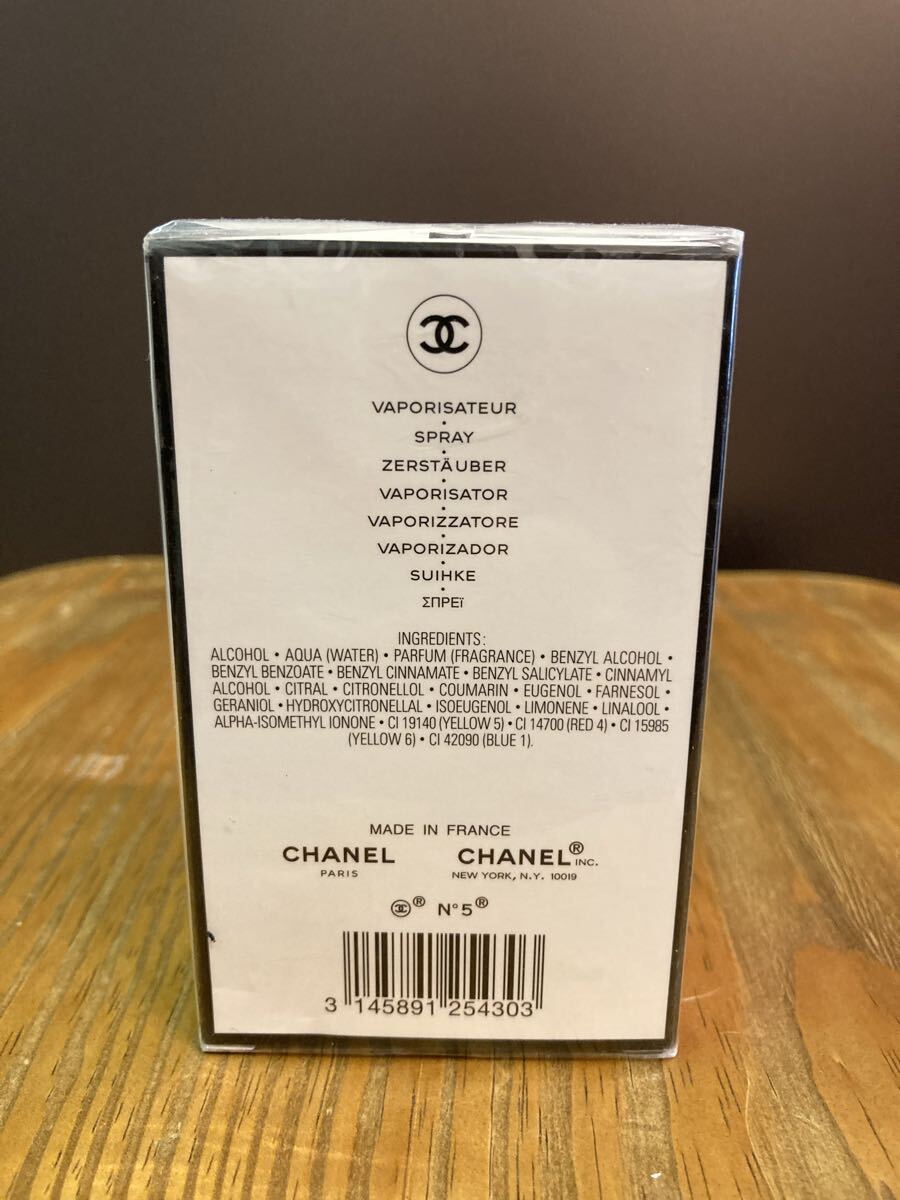 VAPORISATEUR
•
SPRAY
•
ZERSTÄUBER
•
VAPORISATOR
•
VAPORIZZATORE
•
VAPORIZADOR
•
SUIHKE
•
ΣΠΡΕΪ
INGREDIENTS:
ALCOHOL • AQUA (WATER) • PARFUM (FRAGRANCE) • BENZYL ALCOHOL •
BENZYL BENZOATE • BENZYL CINNAMATE • BENZYL SALICYLATE • CINNAMYL
ALCOHOL • CITRAL • CITRONELLOL • COUMARIN • EUGENOL • FARNESOL •
GERANIOL • HYDROXYCITRONELLAL • ISOEUGENOL • LIMONENE • LINALOOL •
ALPHA-ISOMETHYL IONONE • CI 19140 (YELLOW 5) • CI 14700 (RED 4) • CI 15985
(YELLOW 6) • CI 42090 (BLUE 1).
MADE IN FRANCE
CHANEL CHANEL® INC.
PARIS NEW YORK, N.Y. 10019
® N°5®
3 145891 254303